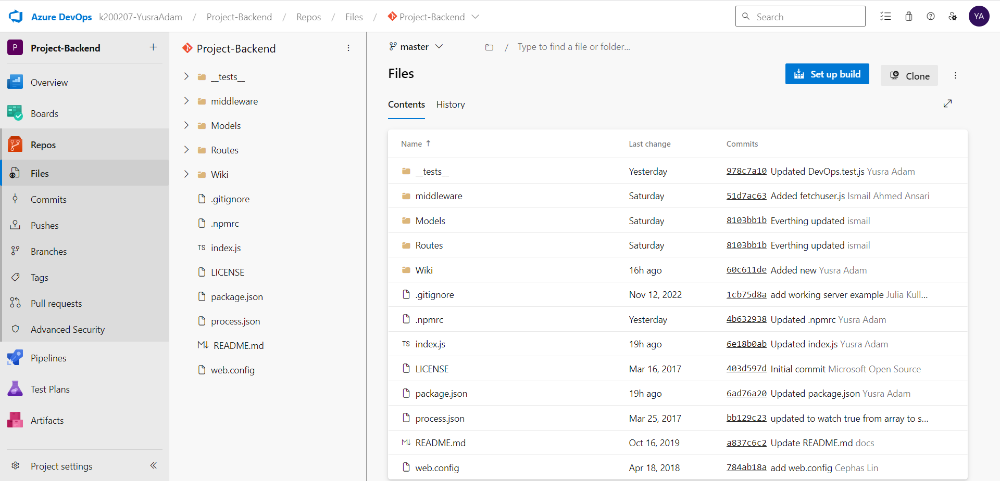 Azure DevOps k200207-YusraAdam / Project-Backend / Repos / Files / Project-Backend
Search
YA
P Project-Backend
Overview
Boards
Repos
Files
Commits
Pushes
Branches
Tags
Pull requests
Advanced Security
Pipelines
Test Plans
Artifacts
Project settings
Project-Backend
__tests__
middleware
Models
Routes
Wiki
.gitignore
.npmrc
TS index.js
LICENSE
package.json
process.json
M↓ README.md
web.config
master / Type to find a file or folder...
Files
Set up build
Clone
Contents History
Name ↑ Last change Commits
__tests__ Yesterday 978c7a10 Updated DevOps.test.js Yusra Adam
middleware Saturday 51d7ac63 Added fetchuser.js Ismail Ahmed Ansari
Models Saturday 8103bb1b Everthing updated ismail
Routes Saturday 8103bb1b Everthing updated ismail
Wiki 16h ago 60c611de Added new Yusra Adam
.gitignore Nov 12, 2022 1cb75d8a add working server example Julia Kull...
.npmrc Yesterday 4b632938 Updated .npmrc Yusra Adam
TS index.js 19h ago 6e18b0ab Updated index.js Yusra Adam
LICENSE Mar 16, 2017 403d597d Initial commit Microsoft Open Source
package.json 19h ago 6ad76a20 Updated package.json Yusra Adam
process.json Mar 25, 2017 bb129c23 updated to watch true from array to s...
M↓ README.md Oct 16, 2019 a837c6c2 Update README.md docs
web.config Apr 18, 2018 784ab18a add web.config Cephas Lin